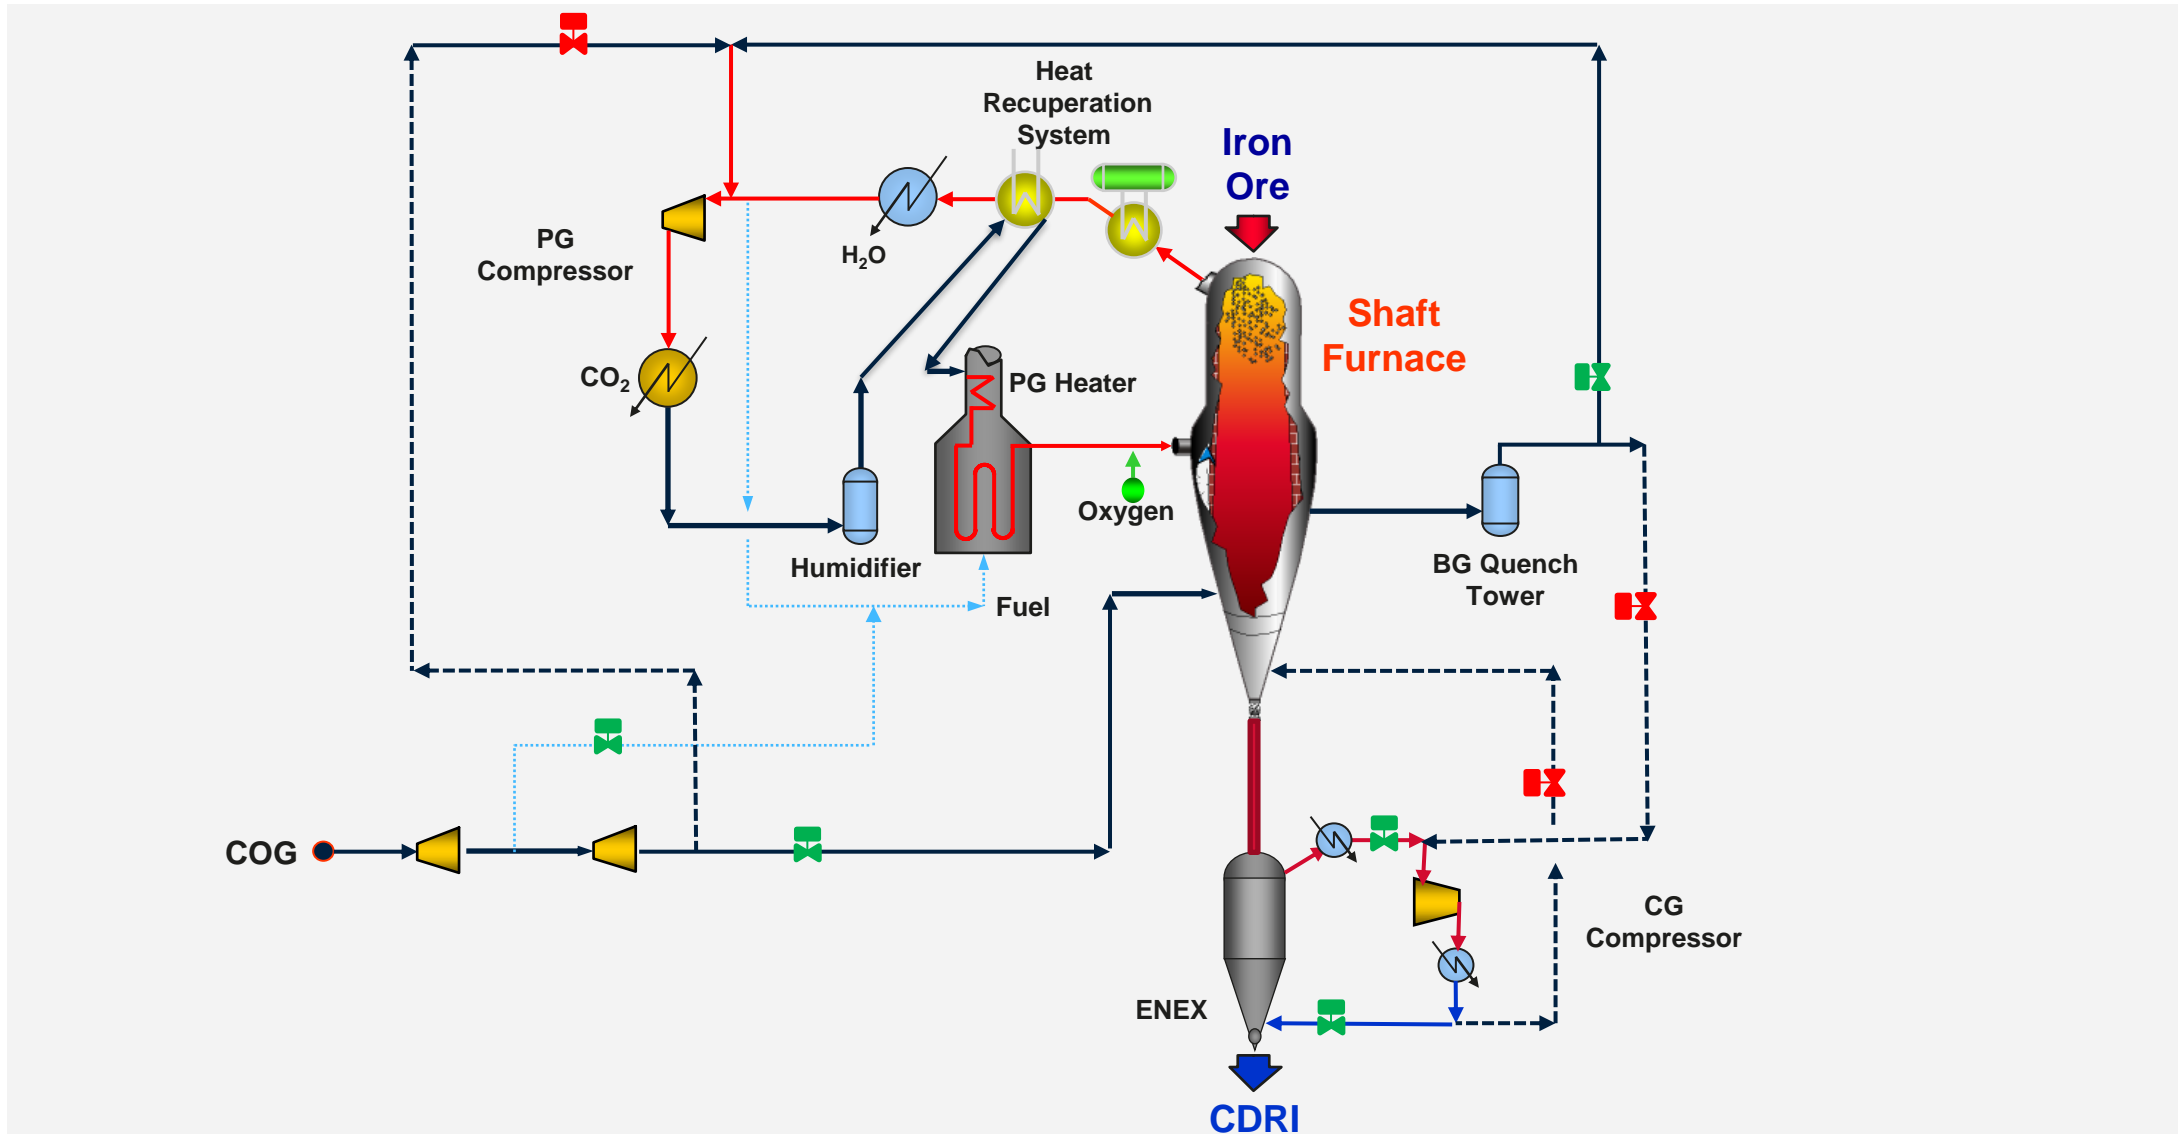 Heat
Recuperation
System
Iron
Ore
PG
Compressor
H₂O
Shaft
Furnace
CO₂
PG Heater
Oxygen
Humidifier
BG Quench
Tower
Fuel
COG
CG
Compressor
ENEX
CDRI